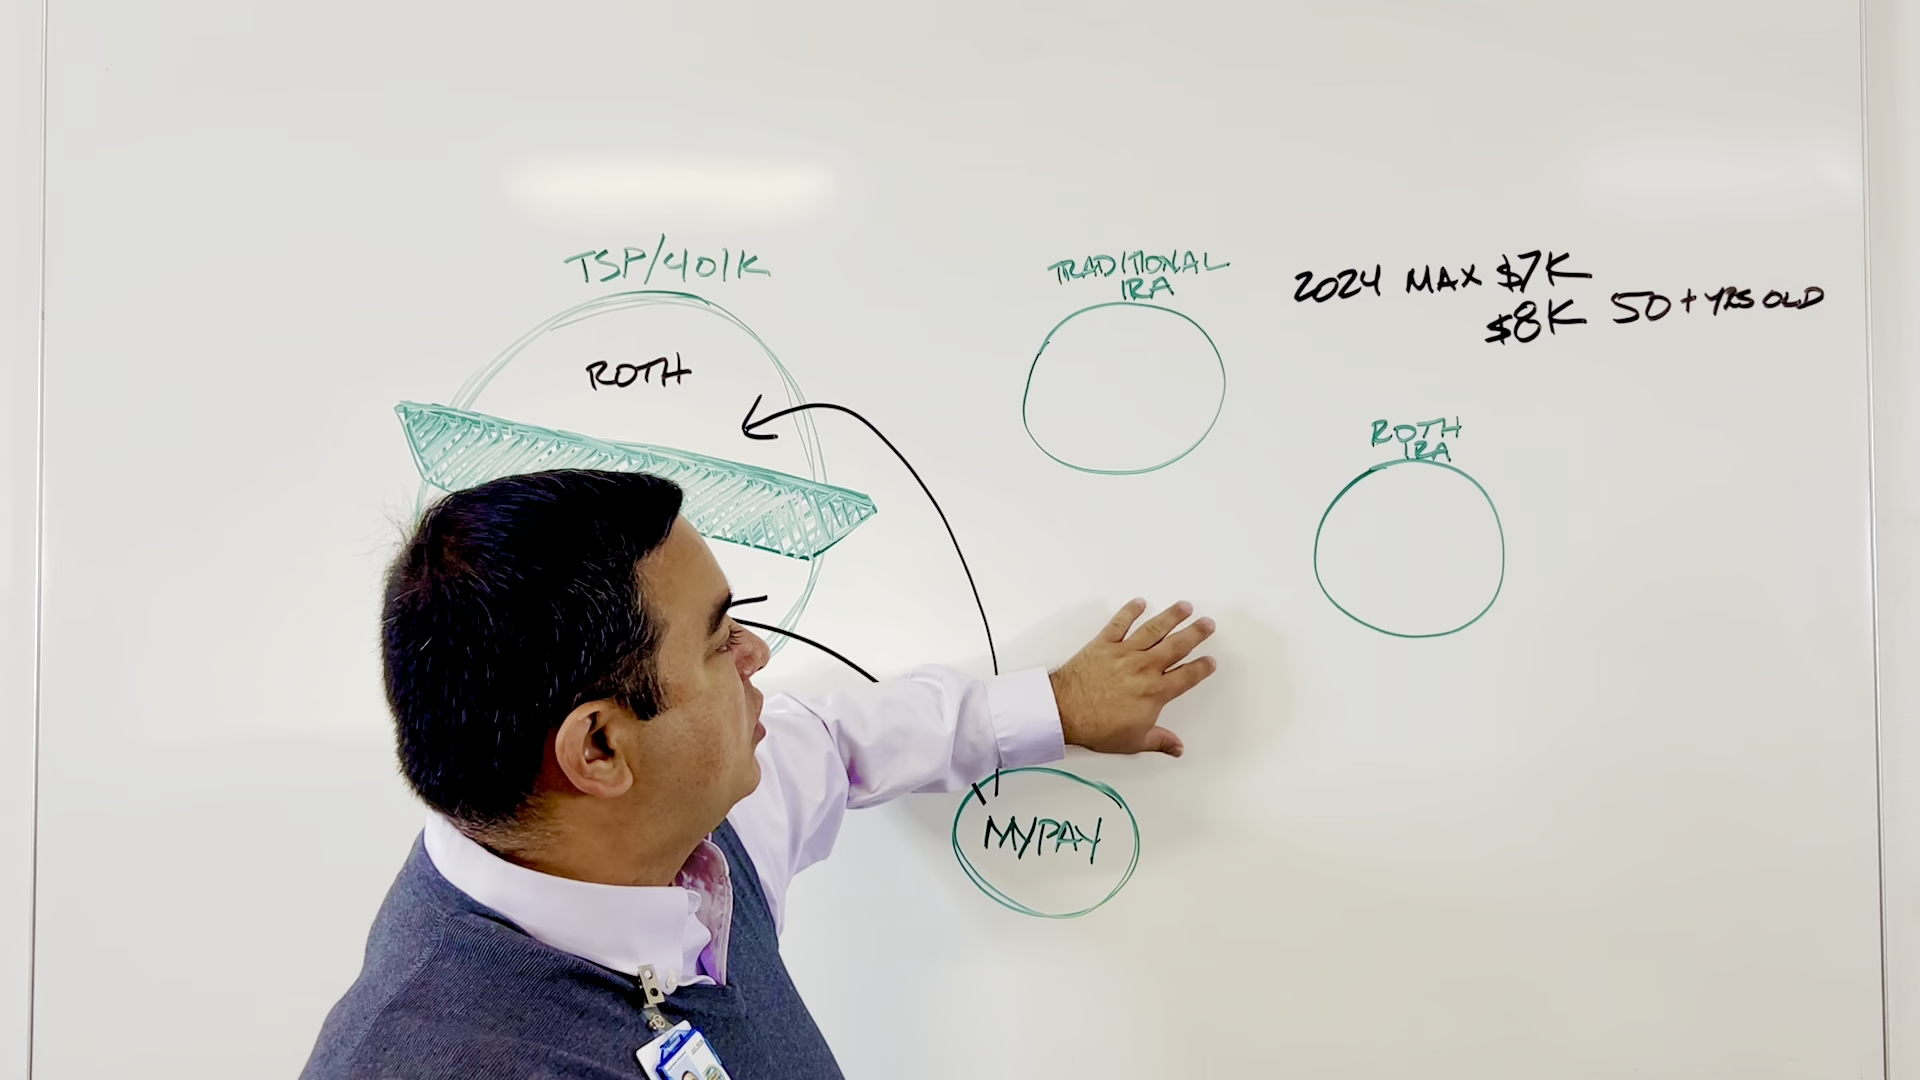 TSP/401K
ROTH
TRADITIONAL
IRA
2024 MAX $7K
$8K 50+ YRS OLD
ROTH
IRA
MYPAY